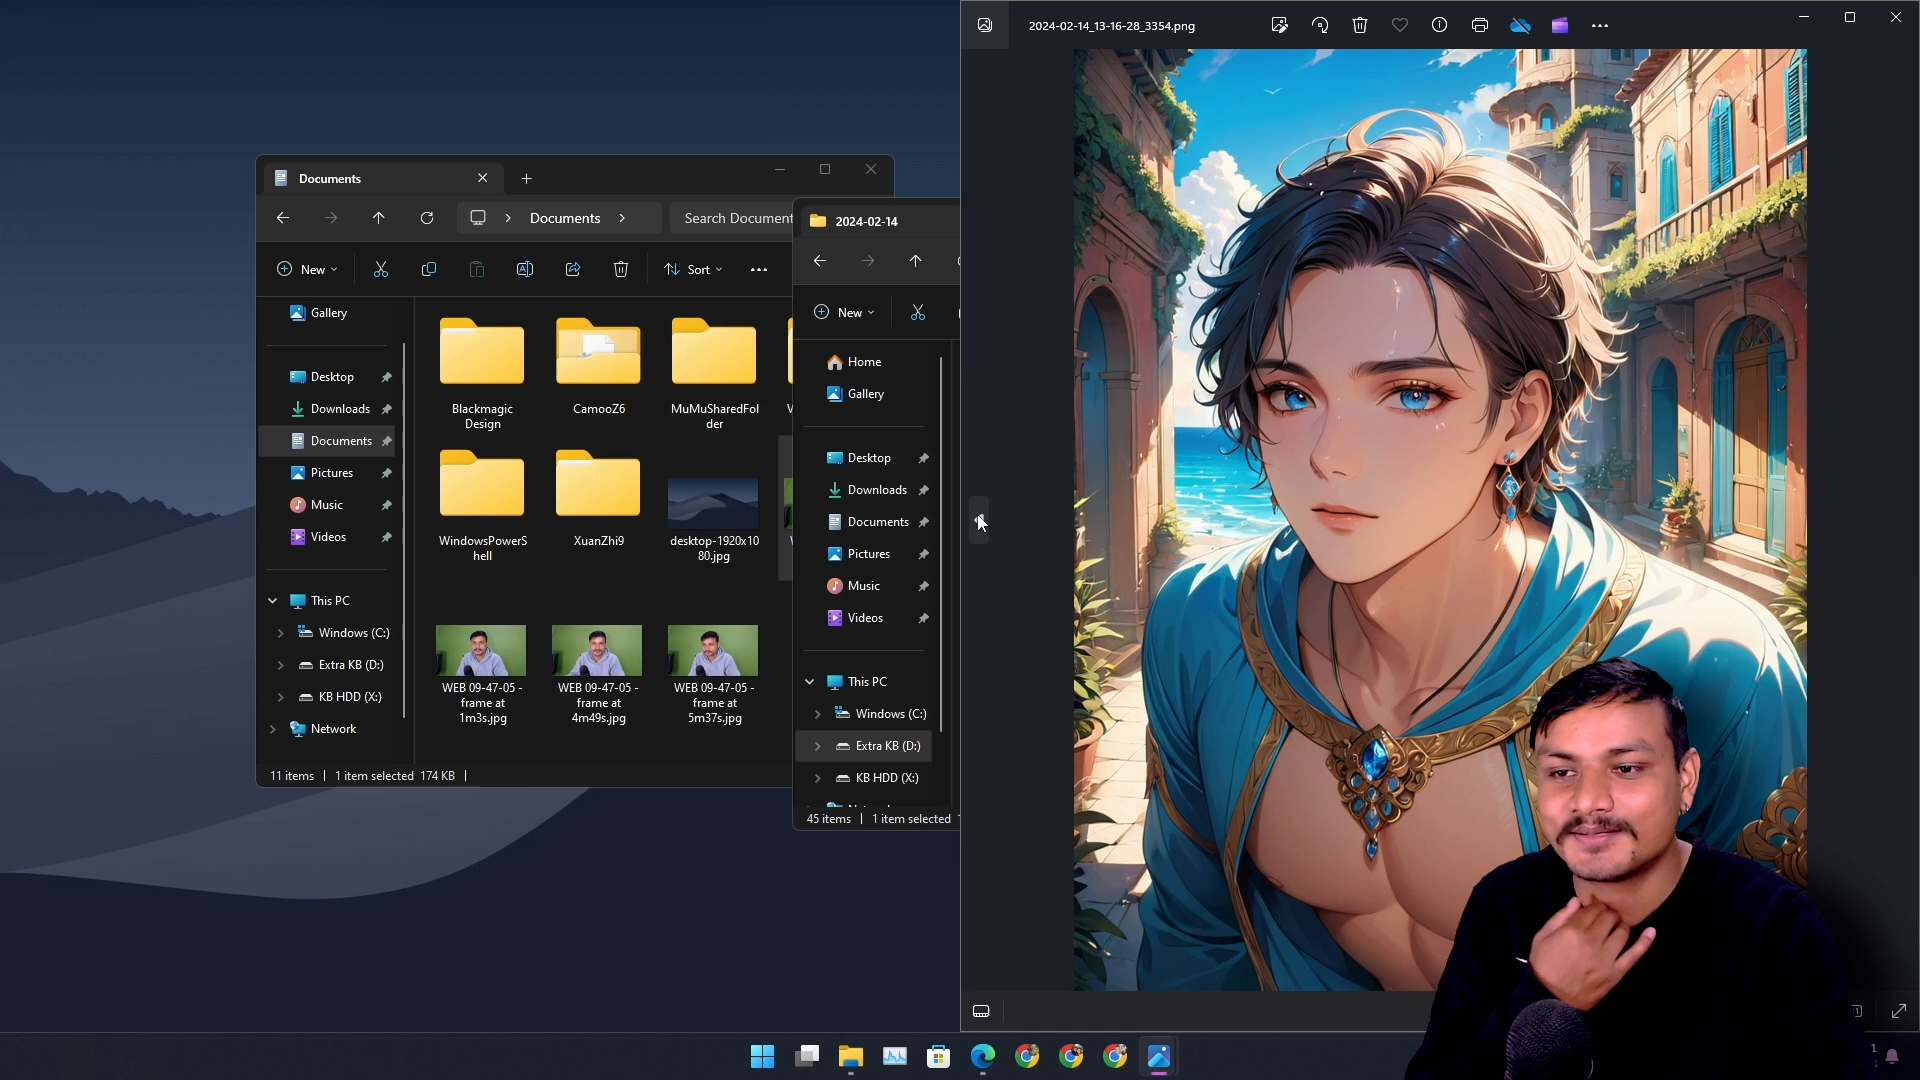 2024-02-14_13-16-28_3354.png
Documents
Documents
Search Document
New
Sort
Gallery
Desktop
Downloads
Documents
Pictures
Music
Videos
This PC
Windows (C:)
Extra KB (D:)
KB HDD (X:)
Network
Blackmagic
Design
CamooZ6
MuMuSharedFol
der
WindowsPowerS
hell
XuanZhi9
desktop-1920x10
80.jpg
WEB 09-47-05 -
frame at
1m3s.jpg
WEB 09-47-05 -
frame at
4m49s.jpg
WEB 09-47-05 -
frame at
5m37s.jpg
11 items | 1 item selected 174 KB |
2024-02-14
New
Home
Gallery
Desktop
Downloads
Documents
Pictures
Music
Videos
This PC
Windows (C:)
Extra KB (D:)
KB HDD (X:)
45 items | 1 item selected